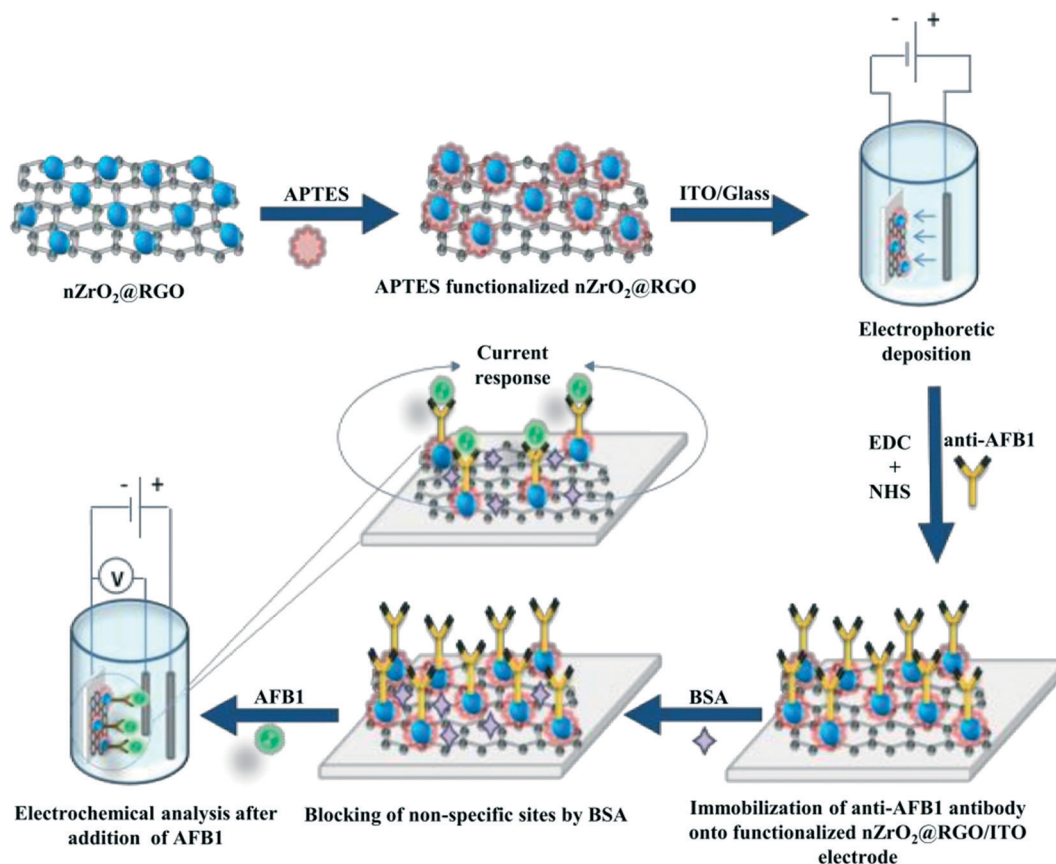 - +
APTES
ITO/Glass
nZrO₂@RGO
APTES functionalized nZrO₂@RGO
Electrophoretic
deposition
Current
response
EDC
+
NHS
anti-AFB1
- +
V
AFB1
BSA
Electrochemical analysis after
addition of AFB1
Blocking of non-specific sites by BSA
Immobilization of anti-AFB1 antibody
onto functionalized nZrO₂@RGO/ITO
electrode